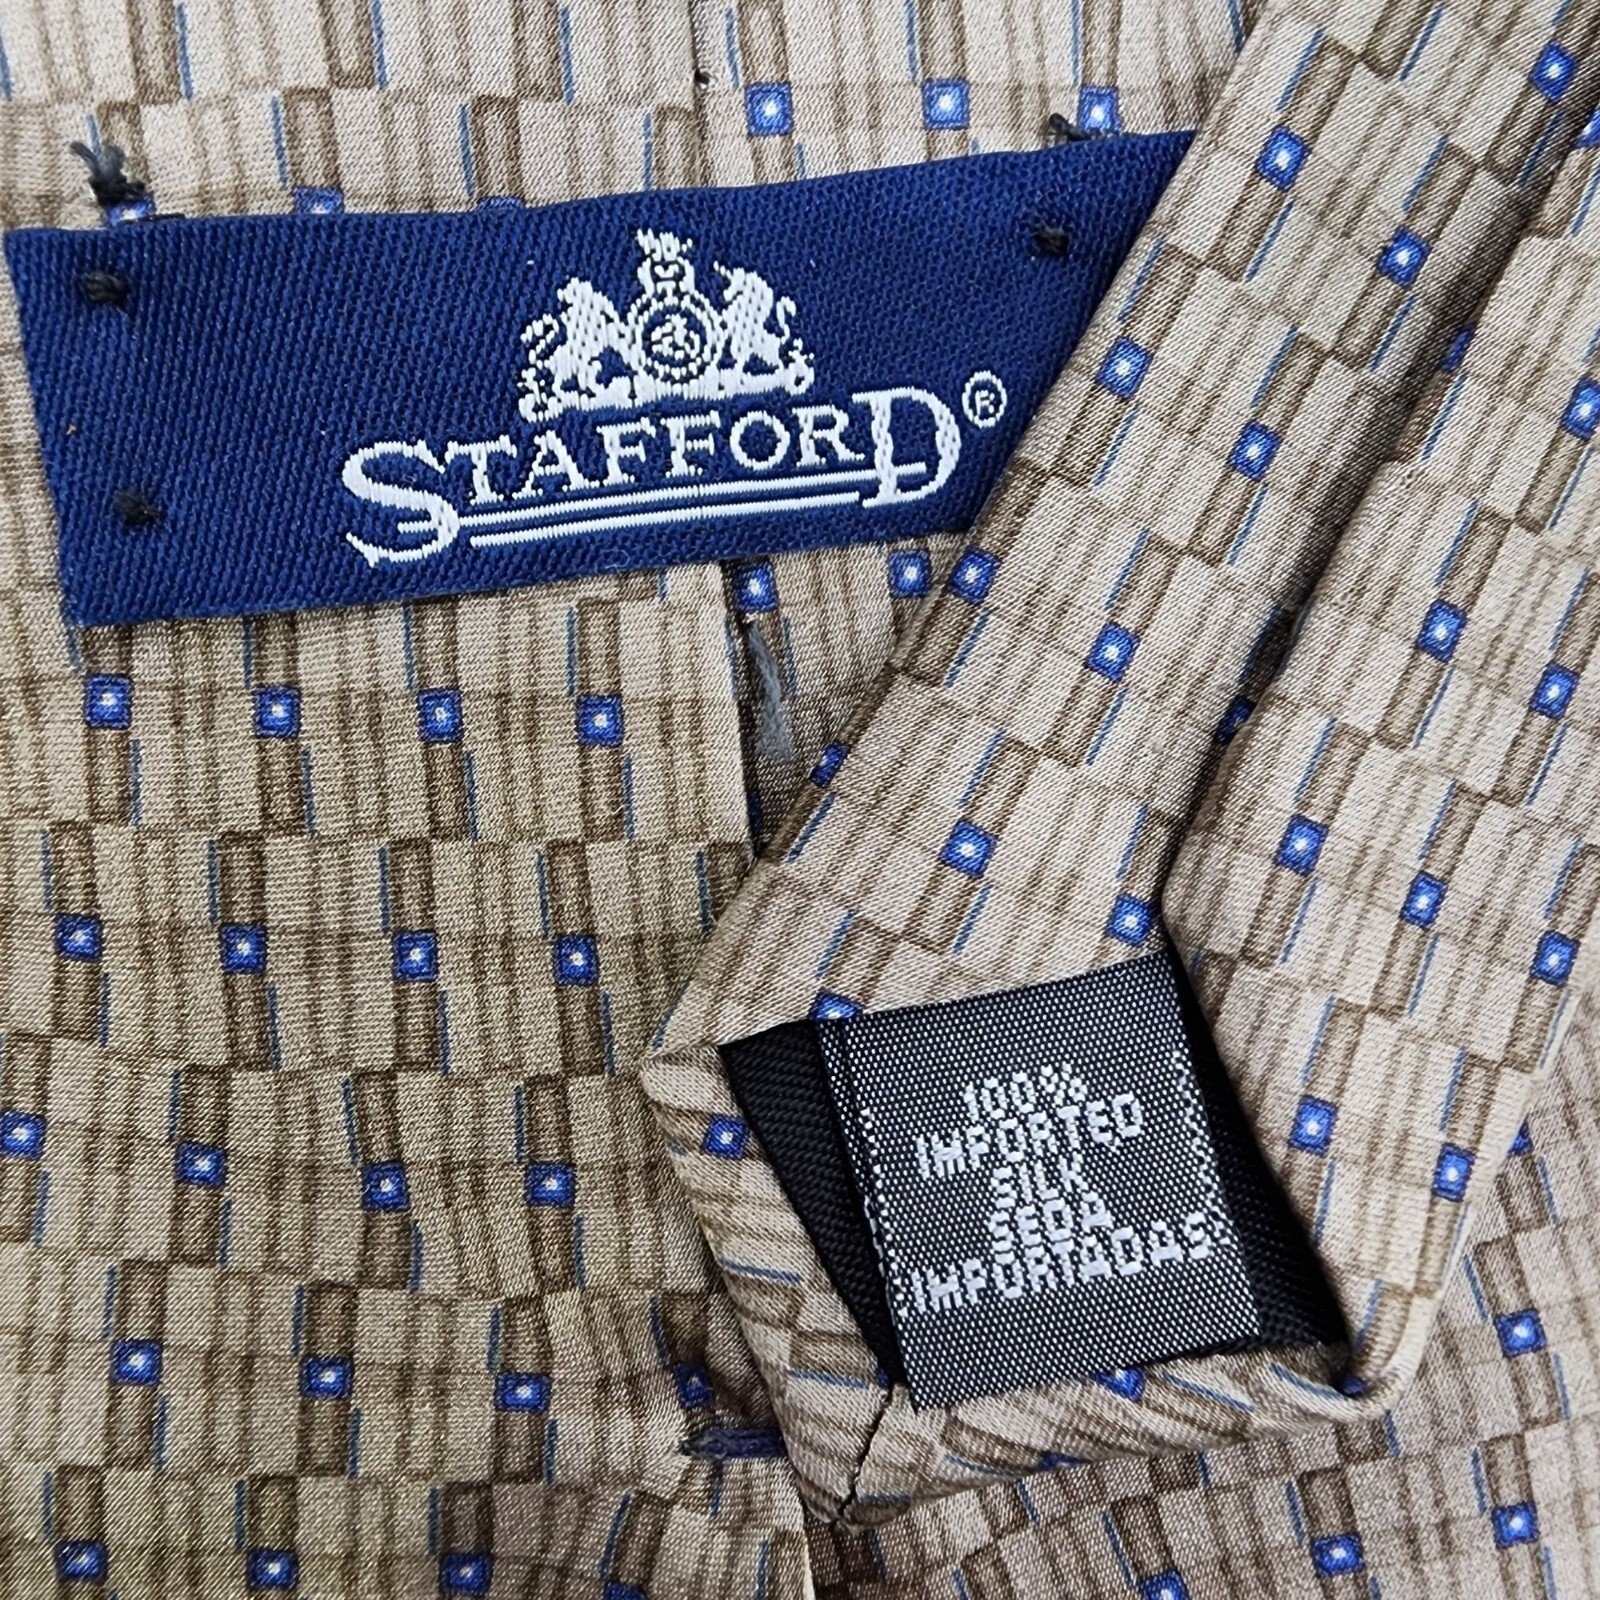 STAFFORD®
100%
IMPORTED
SILK
SEDA
IMPORTADAS